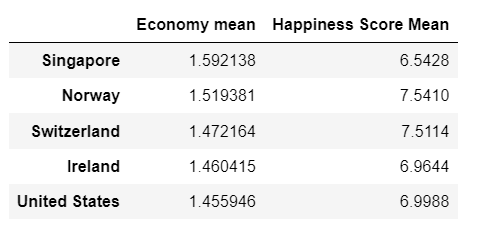 Economy mean Happiness Score Mean
Singapore 1.592138 6.5428
Norway 1.519381 7.5410
Switzerland 1.472164 7.5114
Ireland 1.460415 6.9644
United States 1.455946 6.9988